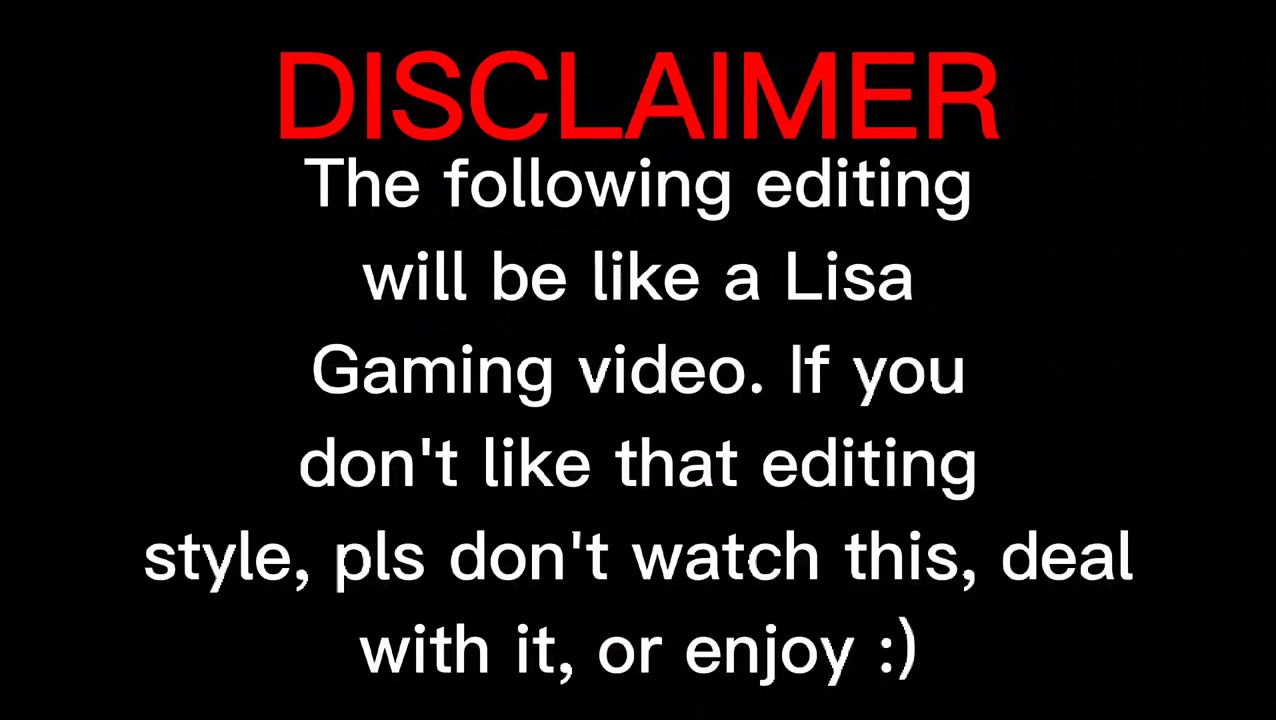 DISCLAIMER
The following editing
will be like a Lisa
Gaming video. If you
don't like that editing
style, pls don't watch this, deal
with it, or enjoy :)